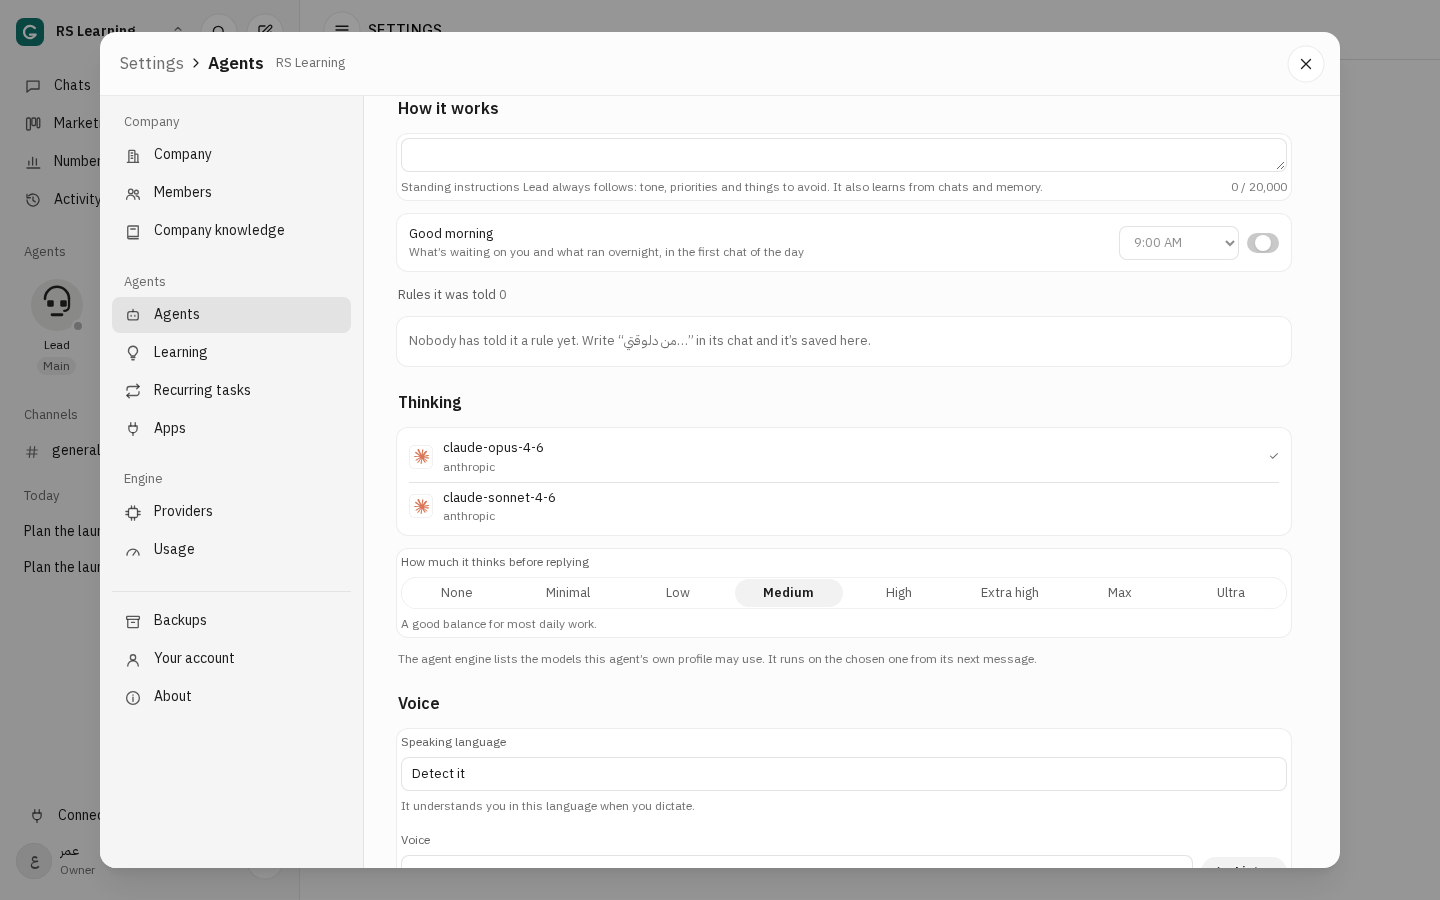 RS Learning
SETTINGS
Settings > Agents RS Learning
Chats
Numbe
Activity
Agents
Lead
Main
Channels
general
Today
Plan the laun
Plan the laun
Connec
عمر
Owner
ع
Company
Company
Members
Company knowledge
Agents
Agents
Learning
Recurring tasks
Apps
Engine
Providers
Usage
Backups
Your account
About
How it works
Standing instructions Lead always follows: tone, priorities and things to avoid. It also learns from chats and memory. 0 / 20,000
Good morning
What's waiting on you and what ran overnight, in the first chat of the day
9:00 AM
Rules it was told 0
Nobody has told it a rule yet. Write “من دلوقتي…” in its chat and it's saved here.
Thinking
claude-opus-4-6
anthropic
claude-sonnet-4-6
anthropic
How much it thinks before replying
None Minimal Low Medium High Extra high Max Ultra
A good balance for most daily work.
The agent engine lists the models this agent's own profile may use. It runs on the chosen one from its next message.
Voice
Speaking language
Detect it
It understands you in this language when you dictate.
Voice